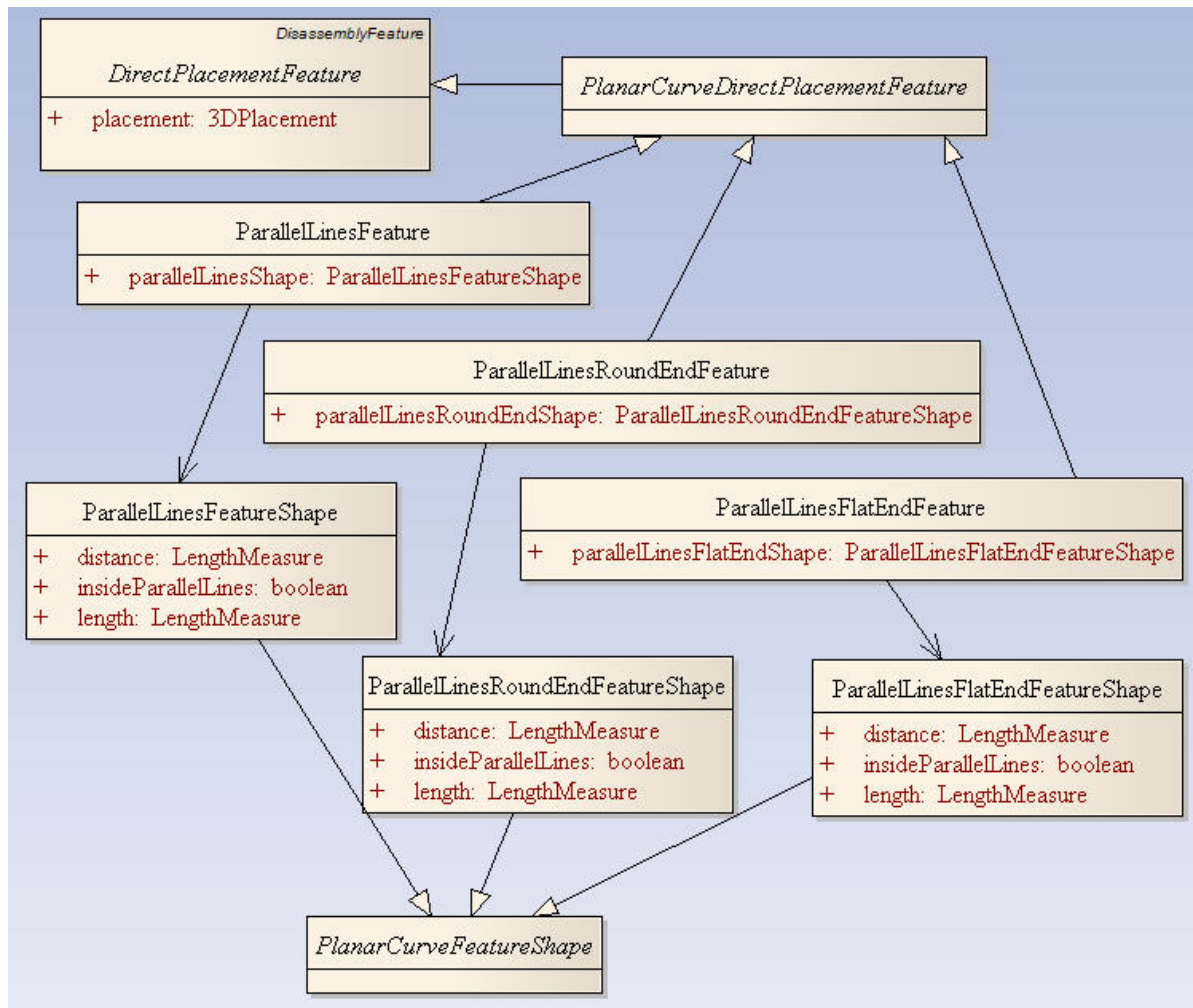 DisassemblyFeature
DirectPlacementFeature
+ placement: 3DPlacement
PlanarCurveDirectPlacementFeature
ParallelLinesFeature
+ parallelLinesShape: ParallelLinesFeatureShape
ParallelLinesRoundEndFeature
+ parallelLinesRoundEndShape: ParallelLinesRoundEndFeatureShape
ParallelLinesFeatureShape
+ distance: LengthMeasure
+ insideParallelLines: boolean
+ length: LengthMeasure
ParallelLinesFlatEndFeature
+ parallelLinesFlatEndShape: ParallelLinesFlatEndFeatureShape
ParallelLinesRoundEndFeatureShape
+ distance: LengthMeasure
+ insideParallelLines: boolean
+ length: LengthMeasure
ParallelLinesFlatEndFeatureShape
+ distance: LengthMeasure
+ insideParallelLines: boolean
+ length: LengthMeasure
PlanarCurveFeatureShape